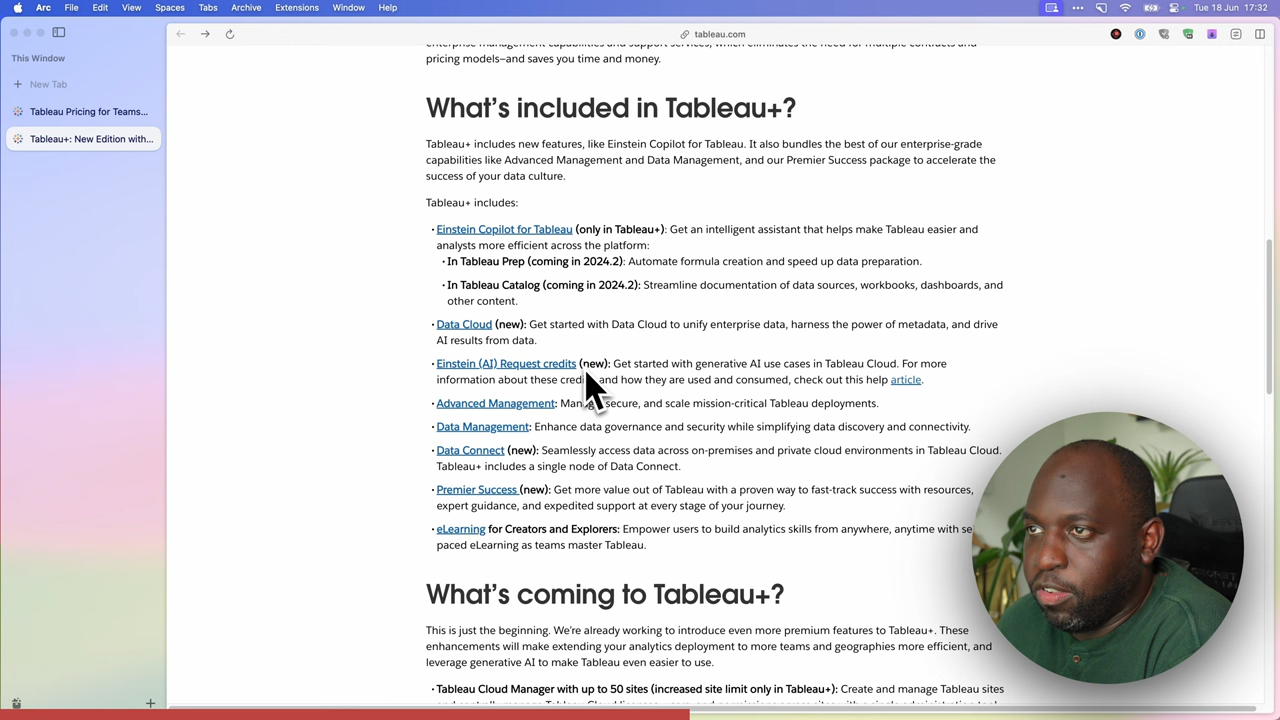 Arc File Edit View Spaces Tabs Archive Extensions Window Help Tue 18 Jun 17:32
tableau.com
This Window
New Tab
Tableau Pricing for Teams...
Tableau+: New Edition with...
pricing models—and saves you time and money.
What's included in Tableau+?
Tableau+ includes new features, like Einstein Copilot for Tableau. It also bundles the best of our enterprise-grade
capabilities like Advanced Management and Data Management, and our Premier Success package to accelerate the
success of your data culture.
Tableau+ includes:
• Einstein Copilot for Tableau (only in Tableau+): Get an intelligent assistant that helps make Tableau easier and
analysts more efficient across the platform:
• In Tableau Prep (coming in 2024.2): Automate formula creation and speed up data preparation.
• In Tableau Catalog (coming in 2024.2): Streamline documentation of data sources, workbooks, dashboards, and
other content.
• Data Cloud (new): Get started with Data Cloud to unify enterprise data, harness the power of metadata, and drive
AI results from data.
• Einstein (AI) Request credits (new): Get started with generative AI use cases in Tableau Cloud. For more
information about these and how they are used and consumed, check out this help article.
• Advanced Management: secure, and scale mission-critical Tableau deployments.
• Data Management: Enhance data governance and security while simplifying data discovery and connectivity.
• Data Connect (new): Seamlessly access data across on-premises and private cloud environments in Tableau Cloud.
Tableau+ includes a single node of Data Connect.
• Premier Success (new): Get more value out of Tableau with a proven way to fast-track success with resources,
expert guidance, and expedited support at every stage of your journey.
• eLearning for Creators and Explorers: Empower users to build analytics skills from anywhere, anytime with
paced eLearning as teams master Tableau.
What's coming to Tableau+?
This is just the beginning. We're already working to introduce even more premium features to Tableau+. These
enhancements will make extending your analytics deployment to more teams and geographies more efficient, and
leverage generative AI to make Tableau even easier to use.
• Tableau Cloud Manager with up to 50 sites (increased site limit only in Tableau+): Create and manage Tableau sites